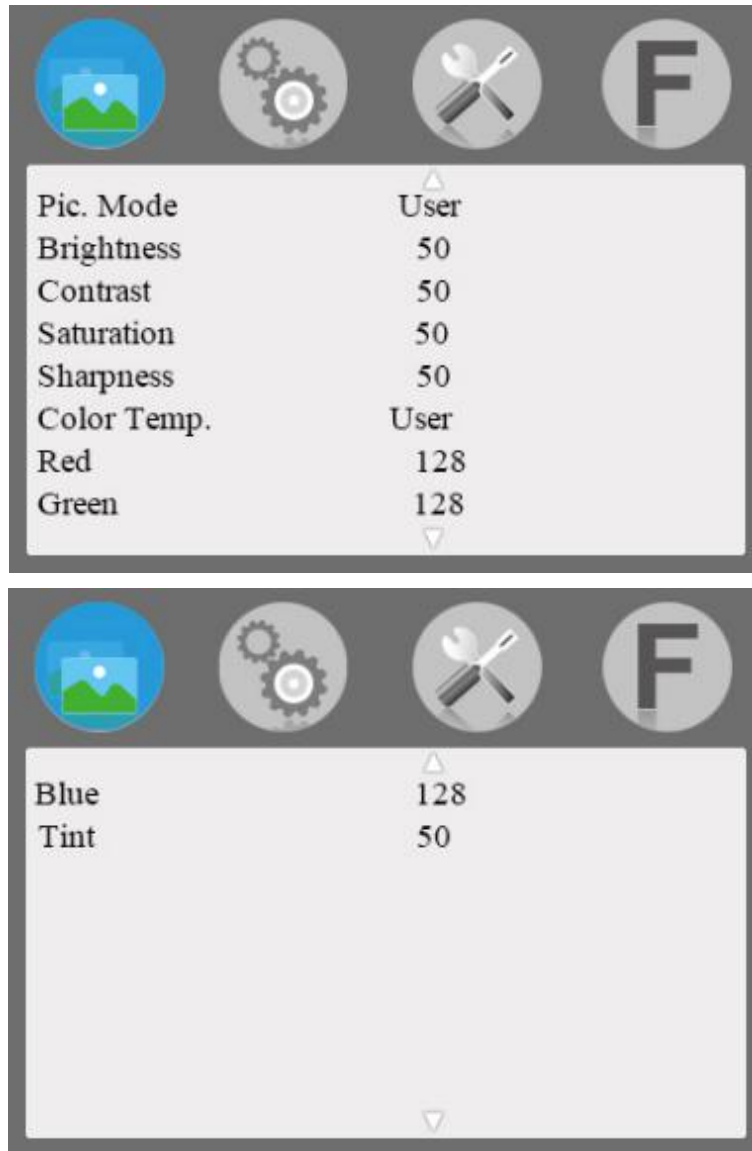 F
Pic. Mode User
Brightness 50
Contrast 50
Saturation 50
Sharpness 50
Color Temp. User
Red 128
Green 128
F
Blue 128
Tint 50